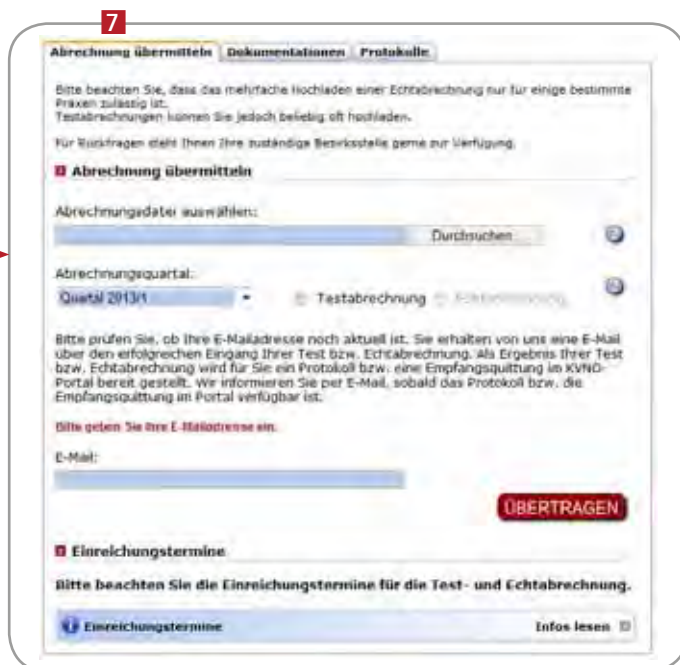 7
Abrechnung übermitteln Dokumentationen Protokolle
Bitte beachten Sie, dass das mehrfache Hochladen einer Echtabrechnung nur für einige bestimmte
Praxen zulässig ist.
Testabrechnungen können Sie jedoch beliebig oft hochladen.
Für Rückfragen steht Ihnen Ihre zuständige Bezirksstelle gerne zur Verfügung.
Abrechnung übermitteln
Abrechnungsdatei auswählen:
Durchsuchen
Abrechnungsquartal:
Quartal 2013/1 Testabrechnung Echtabrechnung
Bitte prüfen Sie, ob Ihre E-Mailadresse noch aktuell ist. Sie erhalten von uns eine E-Mail
über den erfolgreichen Eingang Ihrer Test bzw. Echtabrechnung. Als Ergebnis Ihrer Test
bzw. Echtabrechnung wird für Sie ein Protokoll bzw. eine Empfangsquittung im KVNO-
Portal bereit gestellt. Wir informieren Sie per E-Mail, sobald das Protokoll bzw. die
Empfangsquittung im Portal verfügbar ist.
Bitte geben Sie Ihre E-Mailadresse ein.
E-Mail:
ÜBERTRAGEN
Einreichungstermine
Bitte beachten Sie die Einreichungstermine für die Test- und Echtabrechnung.
Einreichungstermine Infos lesen